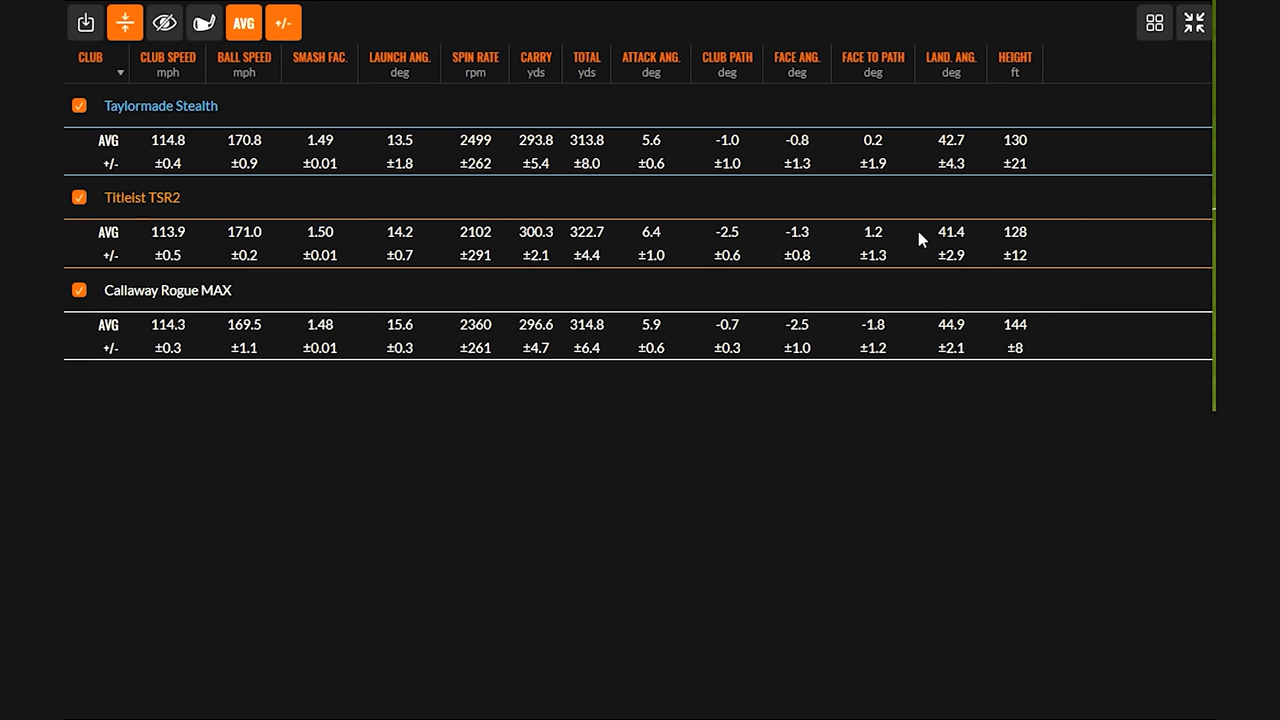 AVG +/-
CLUB CLUB SPEED BALL SPEED SMASH FAC. LAUNCH ANG. SPIN RATE CARRY TOTAL ATTACK ANG. CLUB PATH FACE ANG. FACE TO PATH LAND. ANG. HEIGHT
mph mph deg rpm yds yds deg deg deg deg deg ft
Taylormade Stealth
AVG 114.8 170.8 1.49 13.5 2499 293.8 313.8 5.6 -1.0 -0.8 0.2 42.7 130
+/- ±0.4 ±0.9 ±0.01 ±1.8 ±262 ±5.4 ±8.0 ±0.6 ±1.0 ±1.3 ±1.9 ±4.3 ±21
Titleist TSR2
AVG 113.9 171.0 1.50 14.2 2102 300.3 322.7 6.4 -2.5 -1.3 1.2 41.4 128
+/- ±0.5 ±0.2 ±0.01 ±0.7 ±291 ±2.1 ±4.4 ±1.0 ±0.6 ±0.8 ±1.3 ±2.9 ±12
Callaway Rogue MAX
AVG 114.3 169.5 1.48 15.6 2360 296.6 314.8 5.9 -0.7 -2.5 -1.8 44.9 144
+/- ±0.3 ±1.1 ±0.01 ±0.3 ±261 ±4.7 ±6.4 ±0.6 ±0.3 ±1.0 ±1.2 ±2.1 ±8